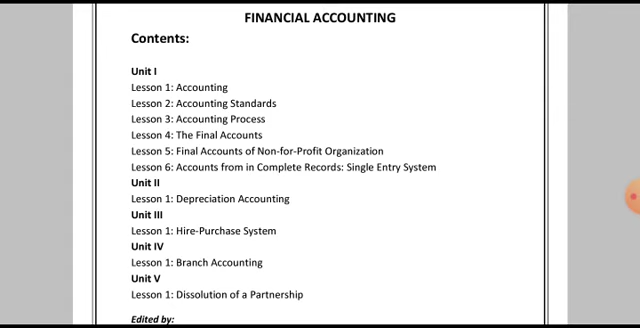 FINANCIAL ACCOUNTING
Contents:
Unit I
Lesson 1: Accounting
Lesson 2: Accounting Standards
Lesson 3: Accounting Process
Lesson 4: The Final Accounts
Lesson 5: Final Accounts of Non-for-Profit Organization
Lesson 6: Accounts from in Complete Records: Single Entry System
Unit II
Lesson 1: Depreciation Accounting
Unit III
Lesson 1: Hire-Purchase System
Unit IV
Lesson 1: Branch Accounting
Unit V
Lesson 1: Dissolution of a Partnership
Edited by: